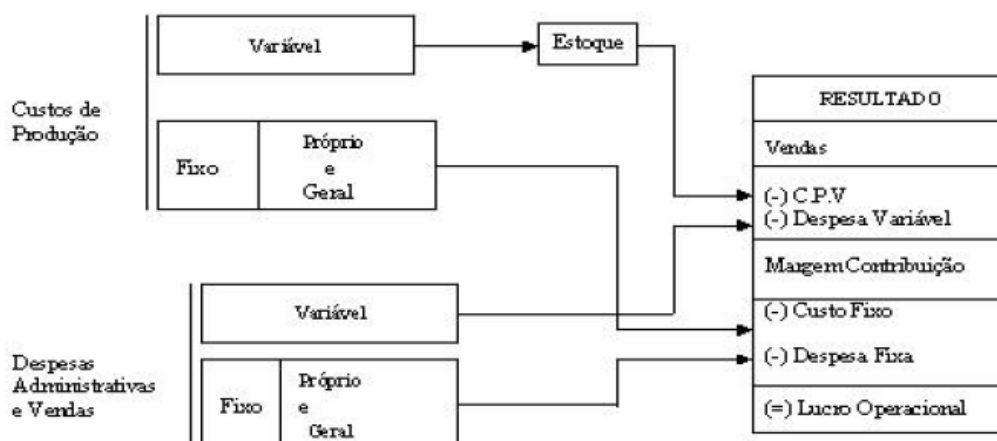 Custos de
Produção
Variável
Estoque
Fixo
Próprio
e
Geral
Despesas
Administrativas
e Vendas
Variável
Fixo
Próprio
e
Geral
RESULTADO
Vendas
(-) C.P.V
(-) Despesa Variável
Margem Contribuição
(-) Custo Fixo
(-) Despesa Fixa
(=) Lucro Operacional